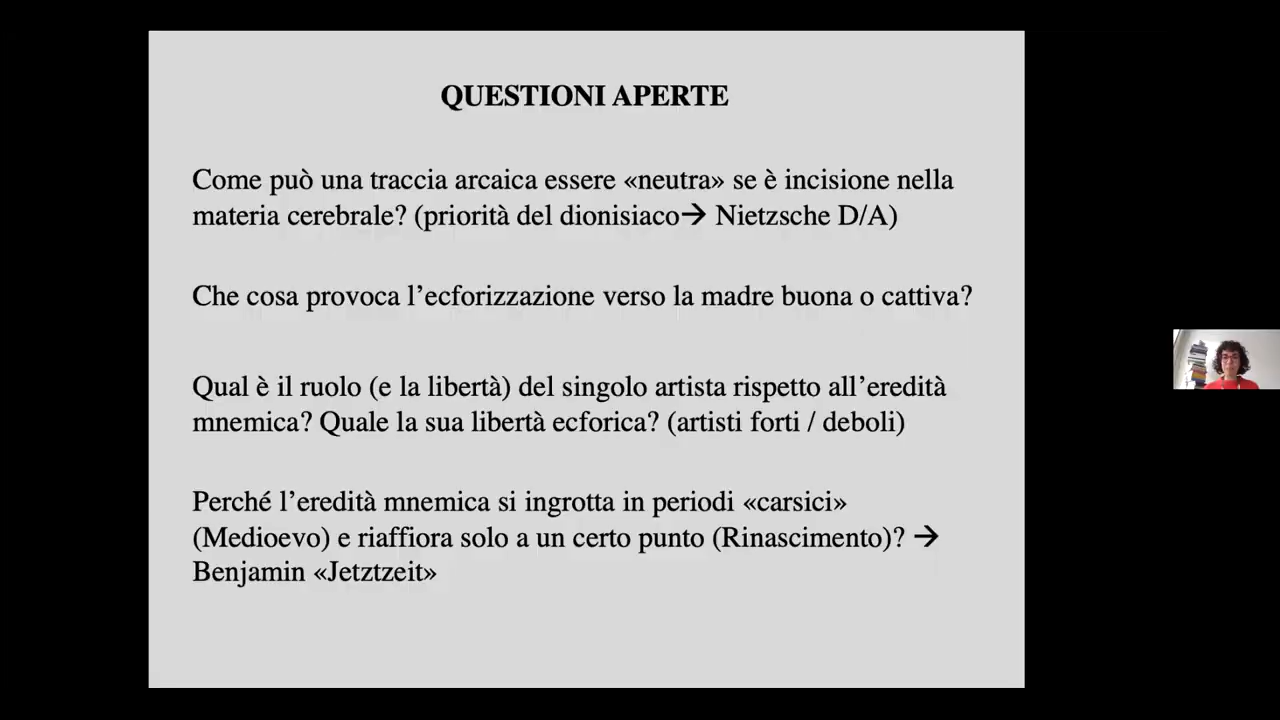 QUESTIONI APERTE
Come può una traccia arcaica essere «neutra» se è incisione nella
materia cerebrale? (priorità del dionisiaco→ Nietzsche D/A)
Che cosa provoca l’ecforizzazione verso la madre buona o cattiva?
Qual è il ruolo (e la libertà) del singolo artista rispetto all’eredità
mnemica? Quale la sua libertà ecforica? (artisti forti / deboli)
Perché l’eredità mnemica si ingrotta in periodi «carsici»
(Medioevo) e riaffiora solo a un certo punto (Rinascimento)? →
Benjamin «Jetztzeit»